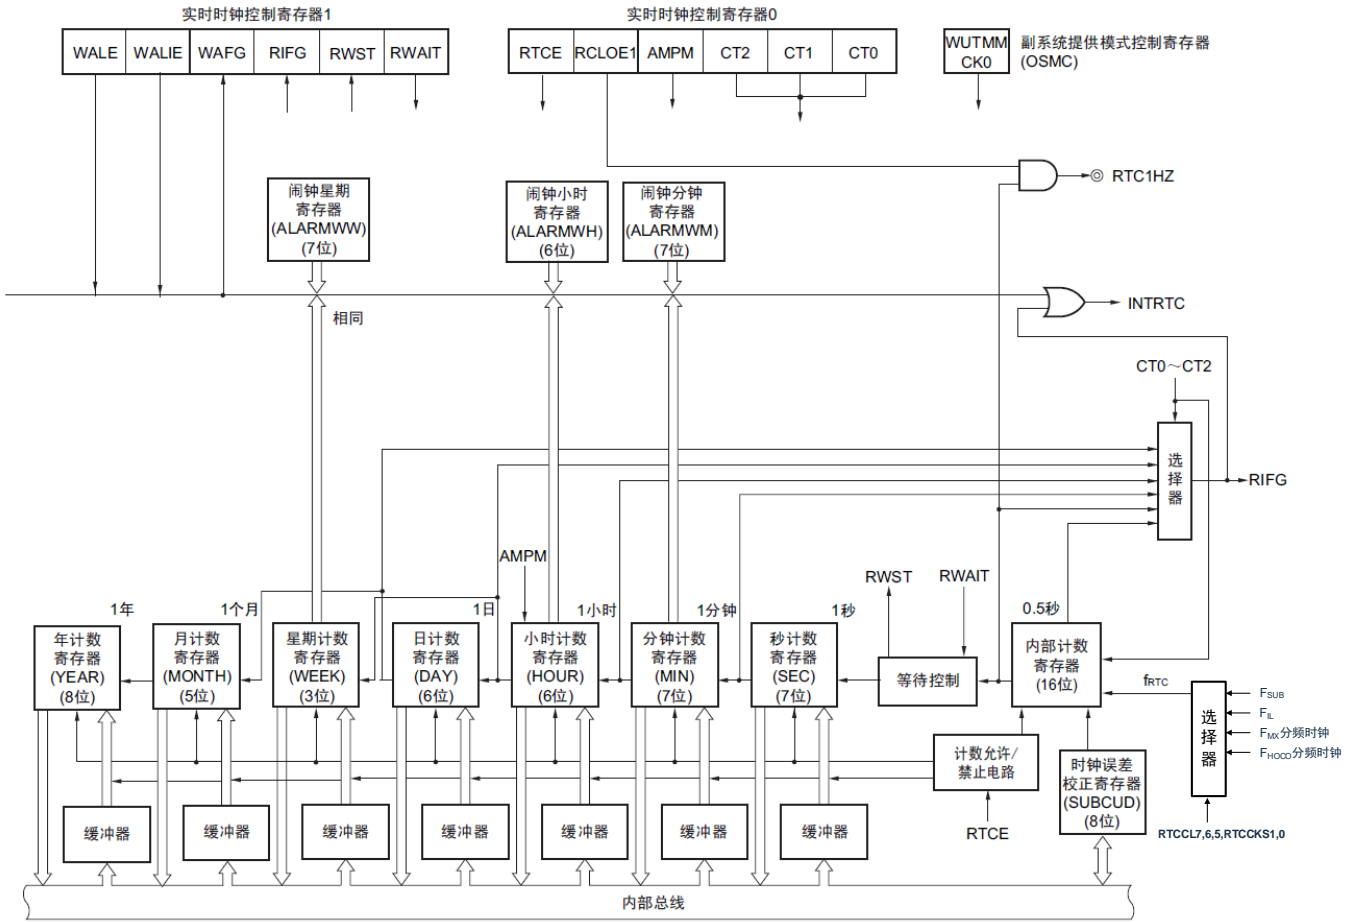 实时时钟控制寄存器1
实时时钟控制寄存器0
WALE WALIE WAFG RIFG RWST RWAIT
RTCE RCLOE1 AMPM CT2 CT1 CT0
WUTMM
CK0
副系统提供模式控制寄存器
(OSMC)
RTC1HZ
闹钟星期
寄存器
(ALARMWW)
(7位)
闹钟小时
寄存器
(ALARMWH)
(6位)
闹钟分钟
寄存器
(ALARMWM)
(7位)
相同
INTRTC
CT0～CT2
选
择
器
RIFG
AMPM
RWST
RWAIT
1年
1个月
1日
1小时
1分钟
1秒
0.5秒
年计数
寄存器
(YEAR)
(8位)
月计数
寄存器
(MONTH)
(5位)
星期计数
寄存器
(WEEK)
(3位)
日计数
寄存器
(DAY)
(6位)
小时计数
寄存器
(HOUR)
(6位)
分钟计数
寄存器
(MIN)
(7位)
秒计数
寄存器
(SEC)
(7位)
等待控制
内部计数
寄存器
(16位)
fRTC
选
择
器
FSUB
FIL
FMX分频时钟
FHOCO分频时钟
RTCCL7,6,5,RTCCKS1,0
计数允许/
禁止电路
RTCE
时钟误差
校正寄存器
(SUBCUD)
(8位)
缓冲器
缓冲器
缓冲器
缓冲器
缓冲器
缓冲器
缓冲器
内部总线